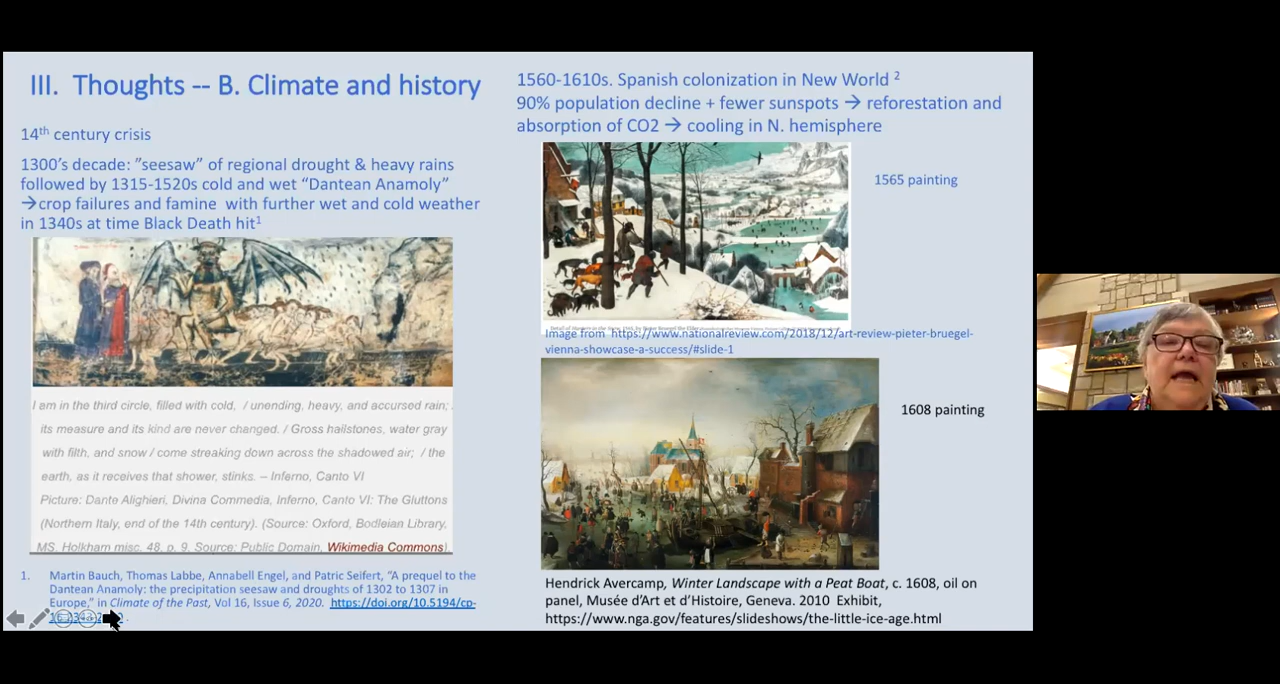 III. Thoughts -- B. Climate and history
14th century crisis
1300's decade: ”seesaw” of regional drought & heavy rains
followed by 1315-1520s cold and wet “Dantean Anamoly”
→crop failures and famine with further wet and cold weather
in 1340s at time Black Death hit1
I am in the third circle, filled with cold, / unending, heavy, and accursed rain;
its measure and its kind are never changed. / Gross hailstones, water gray
with filth, and snow / come streaking down across the shadowed air; / the
earth, as it receives that shower, stinks. – Inferno, Canto VI
Picture: Dante Alighieri, Divina Commedia, Inferno, Canto VI: The Gluttons
(Northern Italy, end of the 14th century). (Source: Oxford, Bodleian Library,
MS. Holkham misc. 48, p. 9. Source: Public Domain, Wikimedia Commons)
1. Martin Bauch, Thomas Labbe, Annabell Engel, and Patric Seifert, “A prequel to the
Dantean Anamoly: the precipitation seesaw and droughts of 1302 to 1307 in
Europe,” in Climate of the Past, Vol 16, Issue 6, 2020. https://doi.org/10.5194/cp-
1560-1610s. Spanish colonization in New World 2
90% population decline + fewer sunspots → reforestation and
absorption of CO2 → cooling in N. hemisphere
1565 painting
Image from https://www.nationalreview.com/2018/12/art-review-pieter-bruegel-
vienna-showcase-a-success/#slide-1
1608 painting
Hendrick Avercamp, Winter Landscape with a Peat Boat, c. 1608, oil on
panel, Musée d’Art et d’Histoire, Geneva. 2010 Exhibit,
https://www.nga.gov/features/slideshows/the-little-ice-age.html